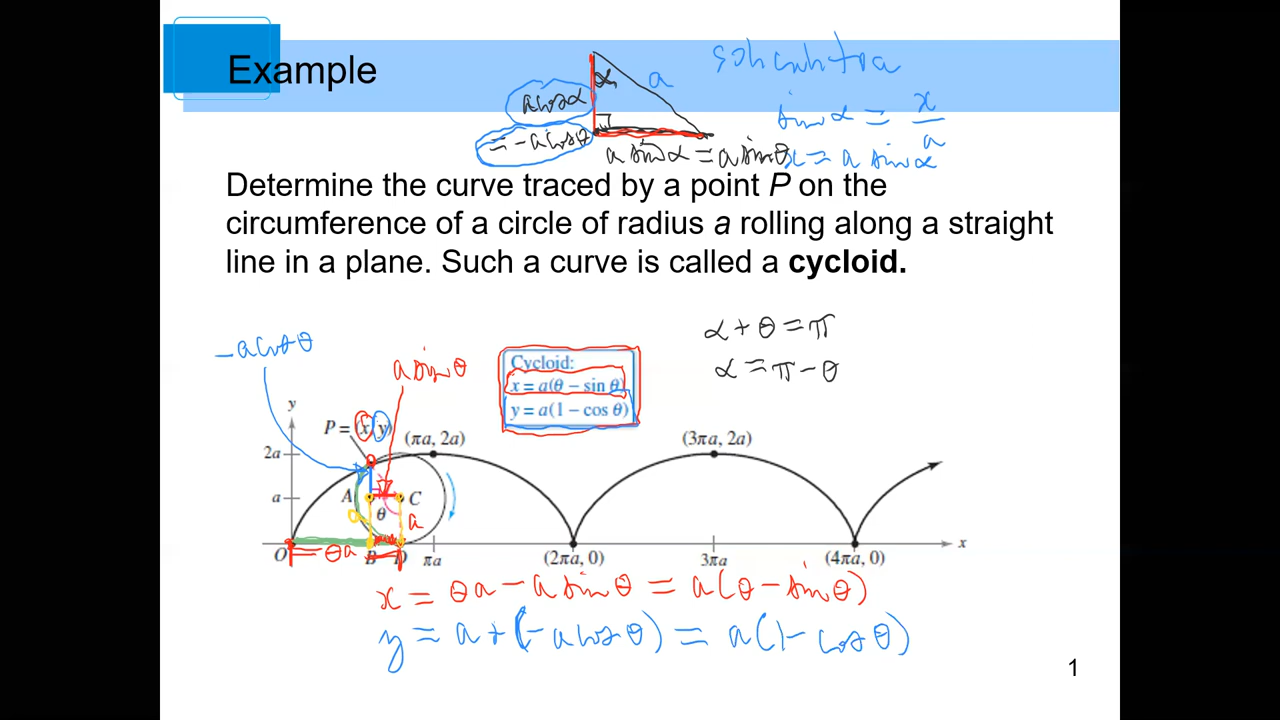 Example
sohcahtoa
α
a
a cos α
= -a cos θ
a sin α = a sin θ
sin α = x/a
x = a sin α
Determine the curve traced by a point P on the
circumference of a circle of radius a rolling along a straight
line in a plane. Such a curve is called a cycloid.
α + θ = π
α = π - θ
-a cos θ
a sin θ
Cycloid:
x = a(θ − sin θ)
y = a(1 − cos θ)
y
P = (x, y)
(πa, 2a)
(3πa, 2a)
2a
a
A
C
θ
a
a
O
θa
B
D
πa
(2πa, 0)
3πa
(4πa, 0)
x
x = θa - a sin θ = a(θ - sin θ)
y = a + (-a cos θ) = a(1 - cos θ)
1